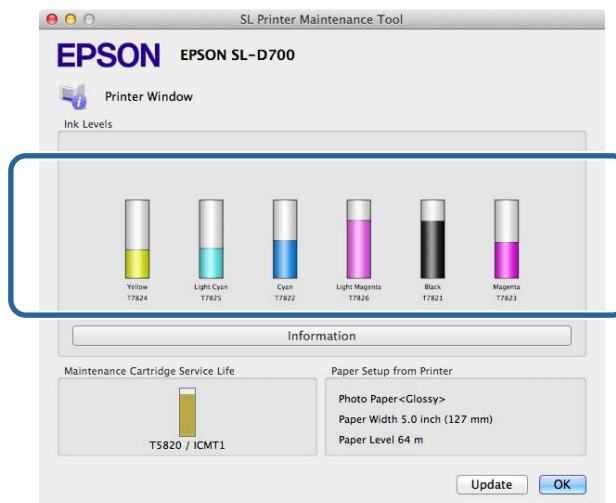 SL Printer Maintenance Tool
EPSON EPSON SL-D700
Printer Window
Ink Levels
Yellow Light Cyan Cyan Light Magenta Black Magenta
T7824 T7825 T7822 T7826 T7821 T7823
Information
Maintenance Cartridge Service Life
T5820 / ICMT1
Paper Setup from Printer
Photo Paper<Glossy>
Paper Width 5.0 inch (127 mm)
Paper Level 64 m
Update OK